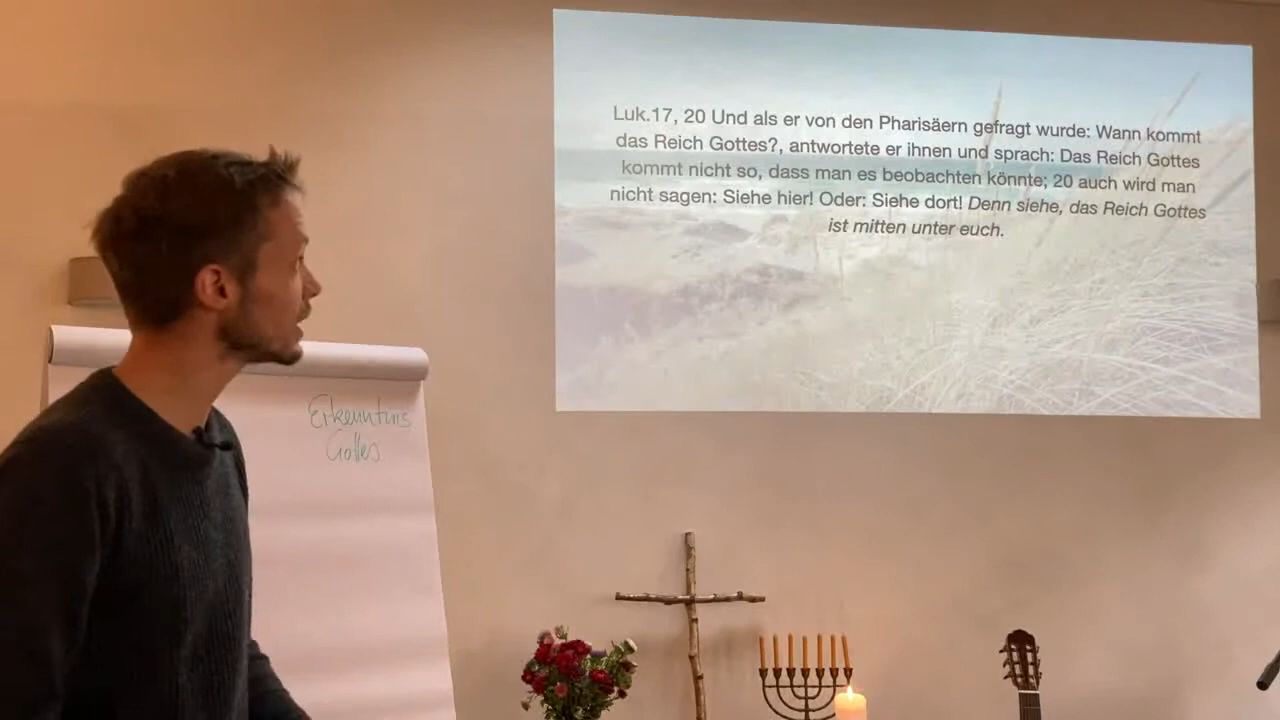 Luk.17, 20 Und als er von den Pharisäern gefragt wurde: Wann kommt
das Reich Gottes?, antwortete er ihnen und sprach: Das Reich Gottes
kommt nicht so, dass man es beobachten könnte; 20 auch wird man
nicht sagen: Siehe hier! Oder: Siehe dort! Denn siehe, das Reich Gottes
ist mitten unter euch.
Erkenntnis
Gottes